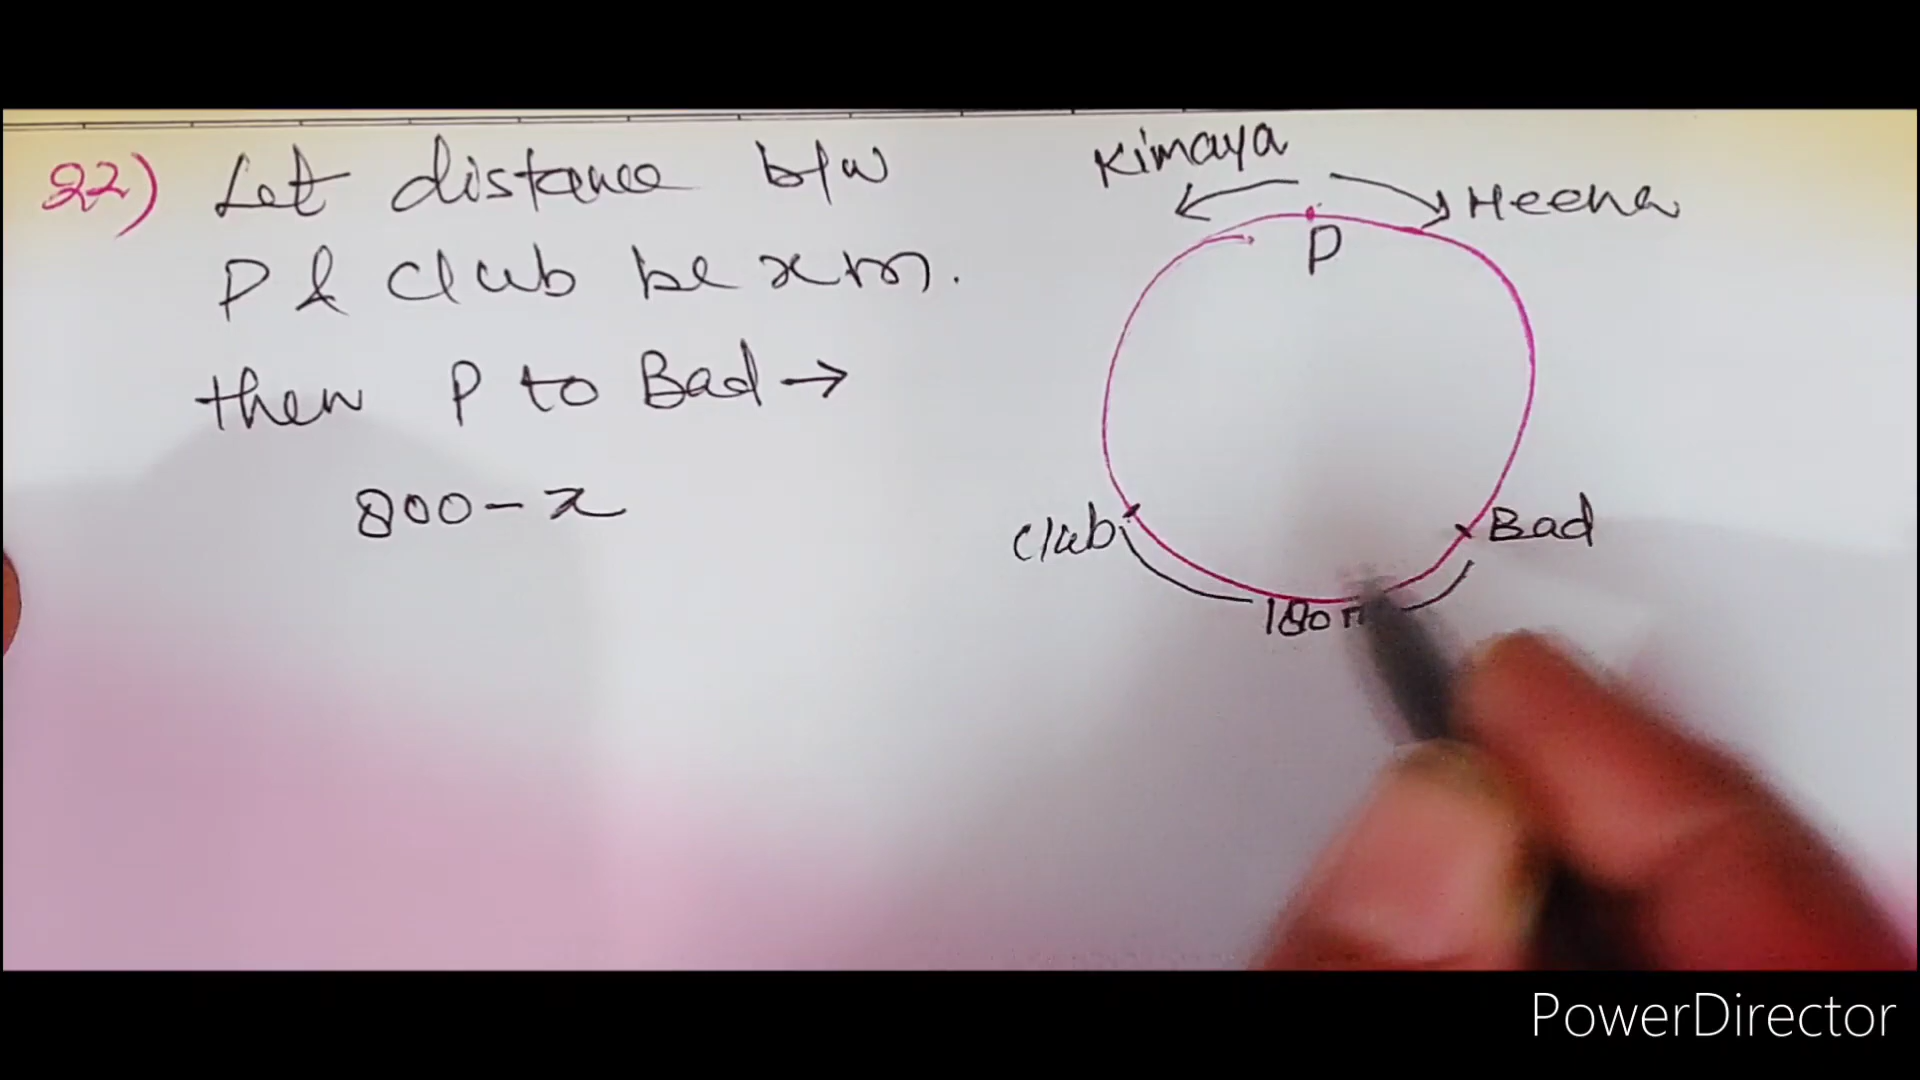 22) Let distance b/w
P & Club be x m.
then P to Bad →
800 - x
Kimaya
Heena
P
Club
Bad
180 m
PowerDirector